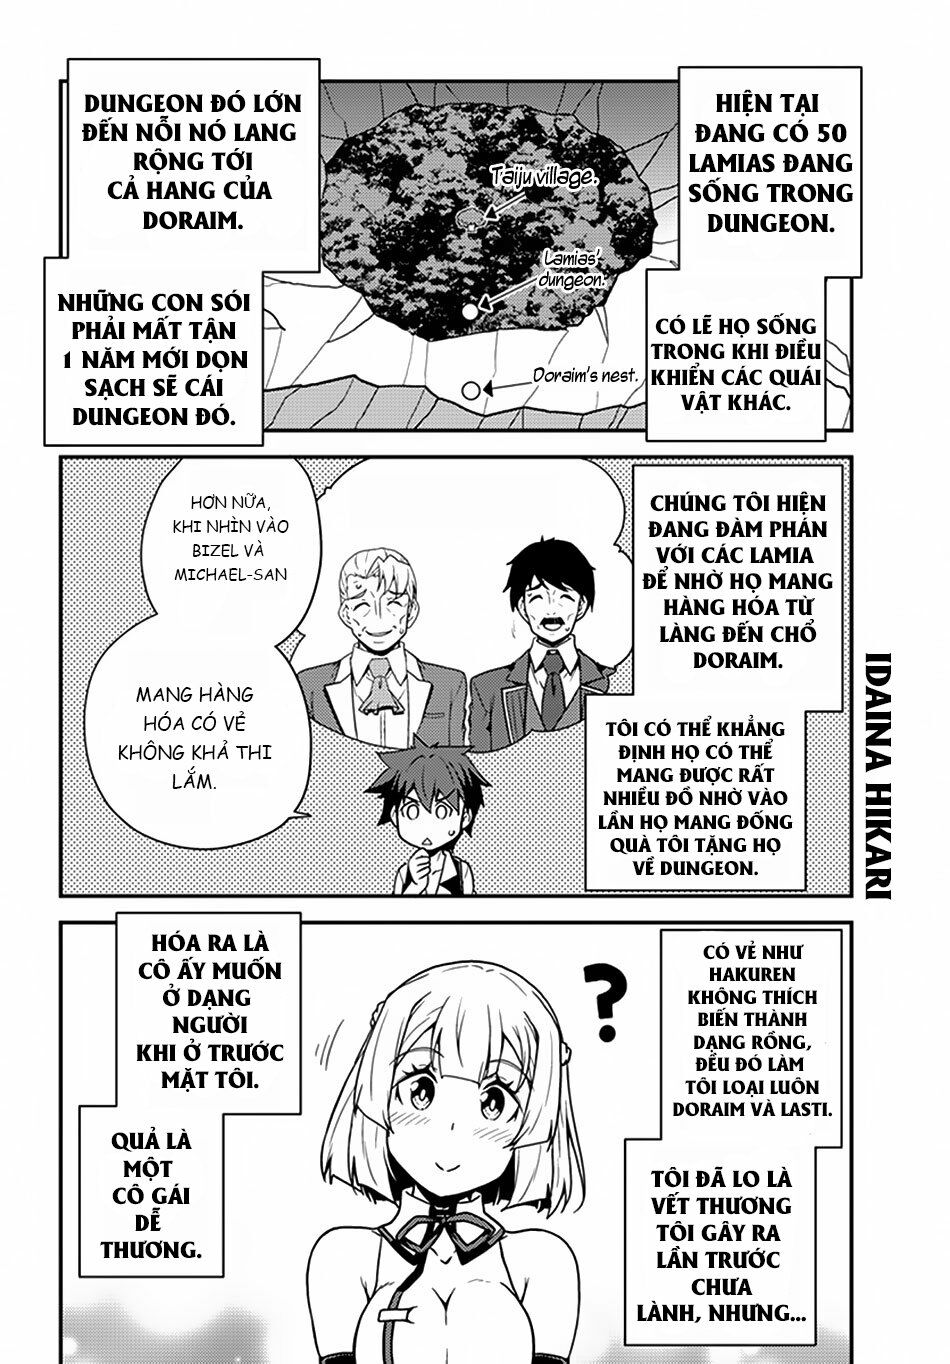 HIỆN TẠI
ĐANG CÓ 50
LAMIAS ĐANG
SỐNG TRONG
DUNGEON.
CÓ LẼ HỌ SỐNG
TRONG KHI ĐIỀU
KHIỂN CÁC QUÁI
VẬT KHÁC.
Taiju village.
Lamias'
dungeon.
Doraim's nest.
DUNGEON ĐÓ LỚN
ĐẾN NỖI NÓ LANG
RỘNG TỚI
CẢ HANG CỦA
DORAIM.
NHỮNG CON SÓI
PHẢI MẤT TẬN
1 NĂM MỚI DỌN
SẠCH SẼ CÁI
DUNGEON ĐÓ.
CHÚNG TÔI HIỆN
ĐANG ĐÀM PHÁN
VỚI CÁC LAMIA
ĐỂ NHỜ HỌ MANG
HÀNG HÓA TỪ
LÀNG ĐẾN CHỔ
DORAIM.
TÔI CÓ THỂ KHẲNG
ĐỊNH HỌ CÓ THỂ
MANG ĐƯỢC RẤT
NHIỀU ĐỒ NHỜ VÀO
LẦN HỌ MANG ĐỐNG
QUÀ TÔI TẶNG HỌ
VỀ DUNGEON.
HƠN NỮA,
KHI NHÌN VÀO
BIZEL VÀ
MICHAEL-SAN
MANG HÀNG
HÓA CÓ VẺ
KHÔNG KHẢ THI
LẮM.
IDAINA HIKARI
CÓ VẺ NHƯ
HAKUREN
KHÔNG THÍCH
BIẾN THÀNH
DẠNG RỒNG,
ĐỀU ĐÓ LÀM
TÔI LOẠI LUÔN
DORAIM VÀ LASTI.
TÔI ĐÃ LO LÀ
VẾT THƯƠNG
TÔI GÂY RA
LẦN TRƯỚC
CHƯA
LÀNH, NHƯNG...
?
HÓA RA LÀ
CÔ ẤY MUỐN
Ở DẠNG
NGƯỜI
KHI Ở TRƯỚC
MẶT TÔI.
QUẢ LÀ
MỘT
CÔ GÁI
DỄ
THƯƠNG.